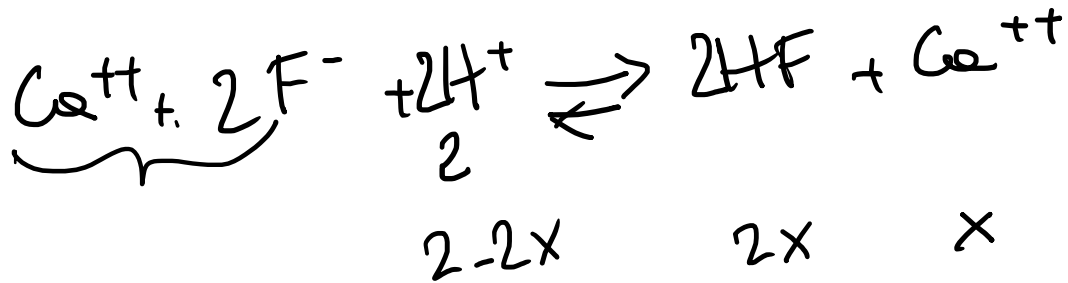 Ca⁺⁺ + 2F⁻ + 2H⁺ ⇌ 2HF + Ca⁺⁺
2
2-2x 2x x